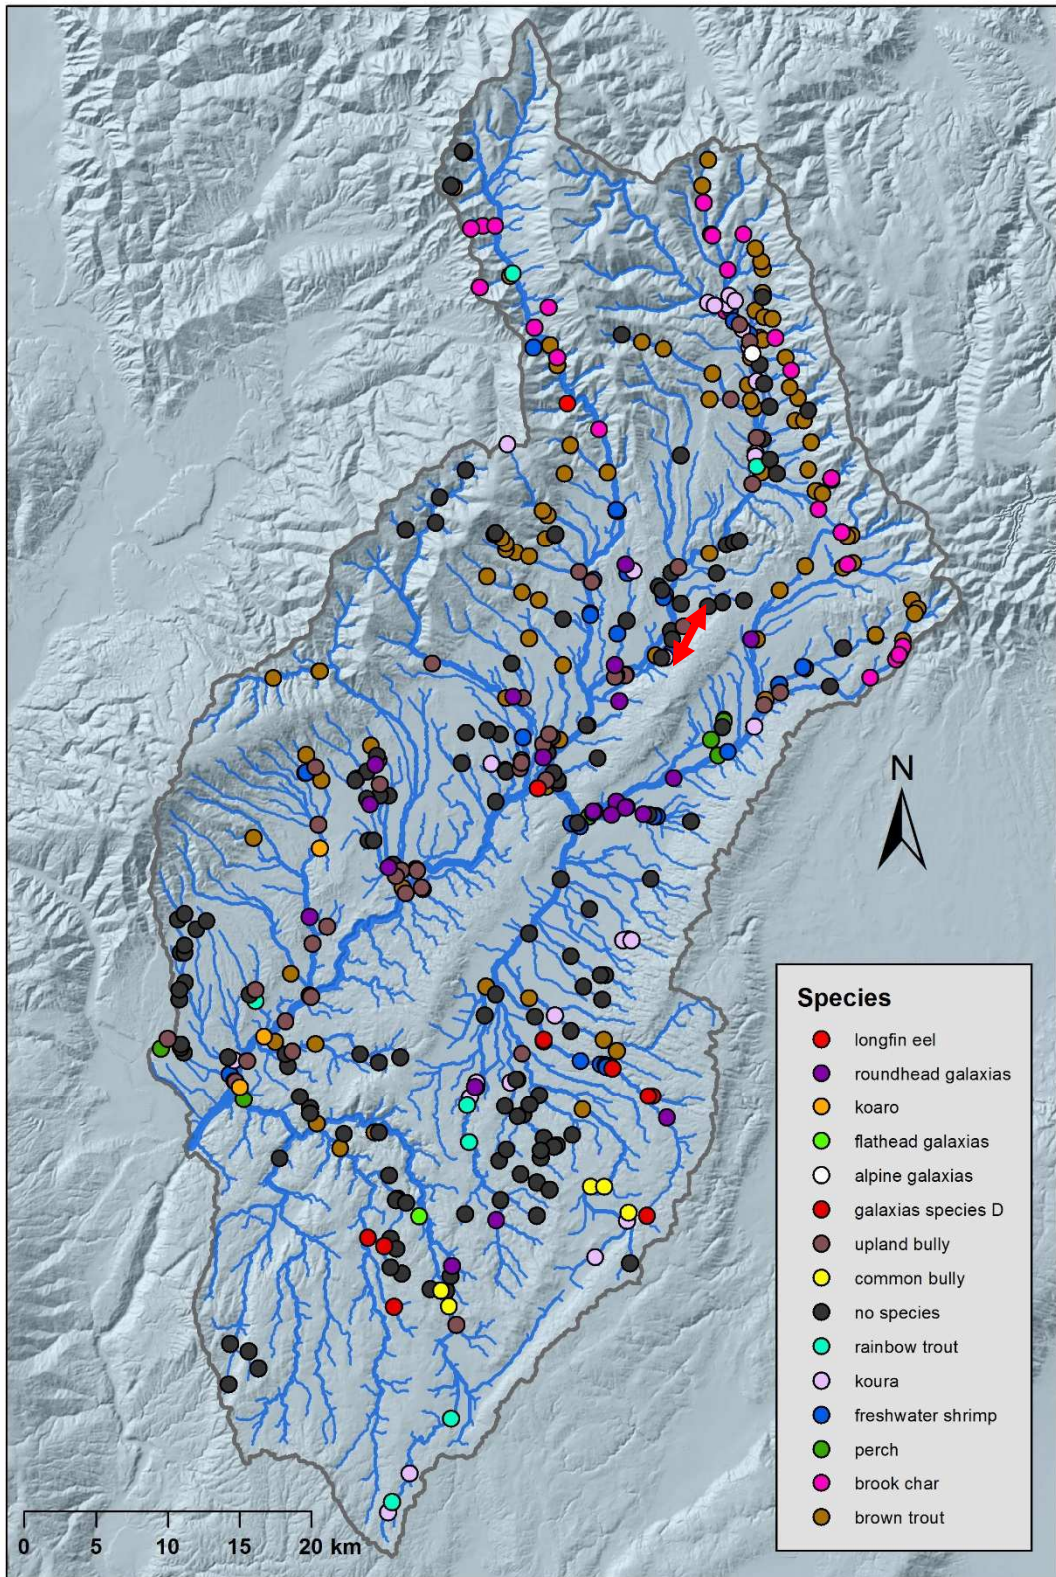 N
Species
longfin eel
roundhead galaxias
koaro
flathead galaxias
alpine galaxias
galaxias species D
upland bully
common bully
no species
rainbow trout
koura
freshwater shrimp
perch
brook char
brown trout
0 5 10 15 20 km